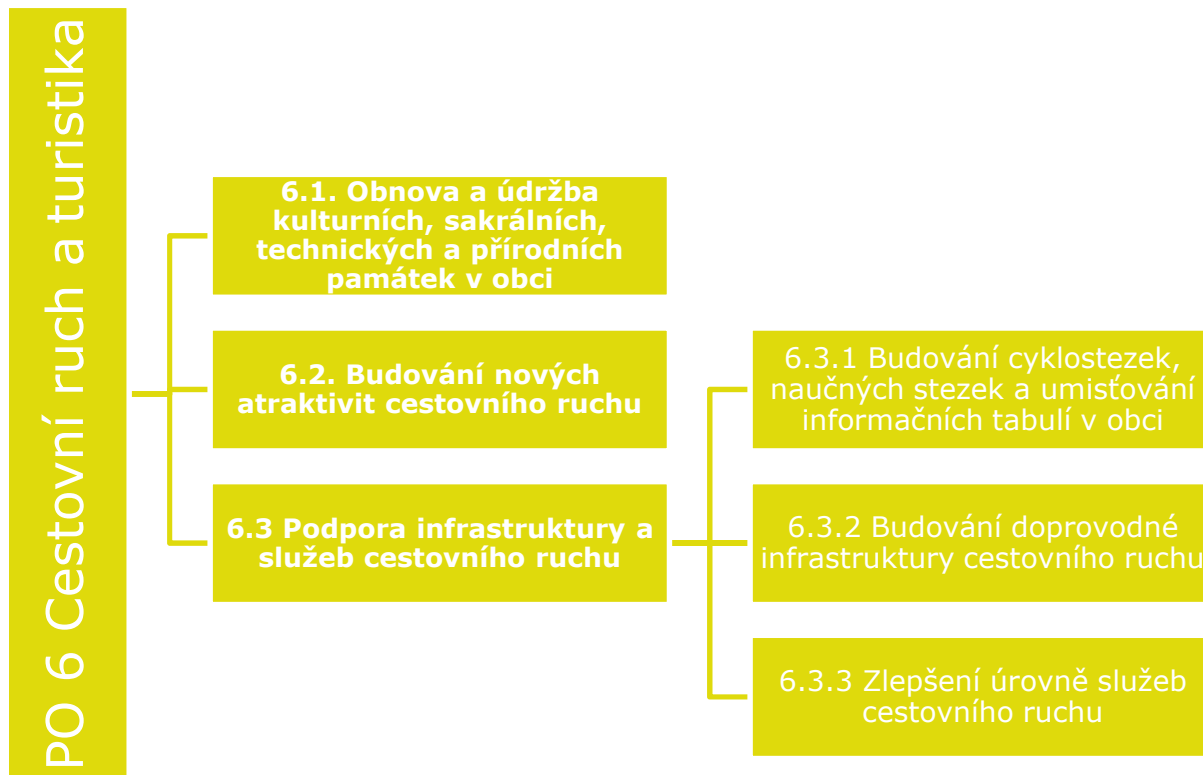 PO 6 Cestovní ruch a turistika
6.1. Obnova a údržba
kulturních, sakrálních,
technických a přírodních
památek v obci
6.2. Budování nových
atraktivit cestovního ruchu
6.3 Podpora infrastruktury a
služeb cestovního ruchu
6.3.1 Budování cyklostezek,
naučných stezek a umisťování
informačních tabulí v obci
6.3.2 Budování doprovodné
infrastruktury cestovního ruchu
6.3.3 Zlepšení úrovně služeb
cestovního ruchu